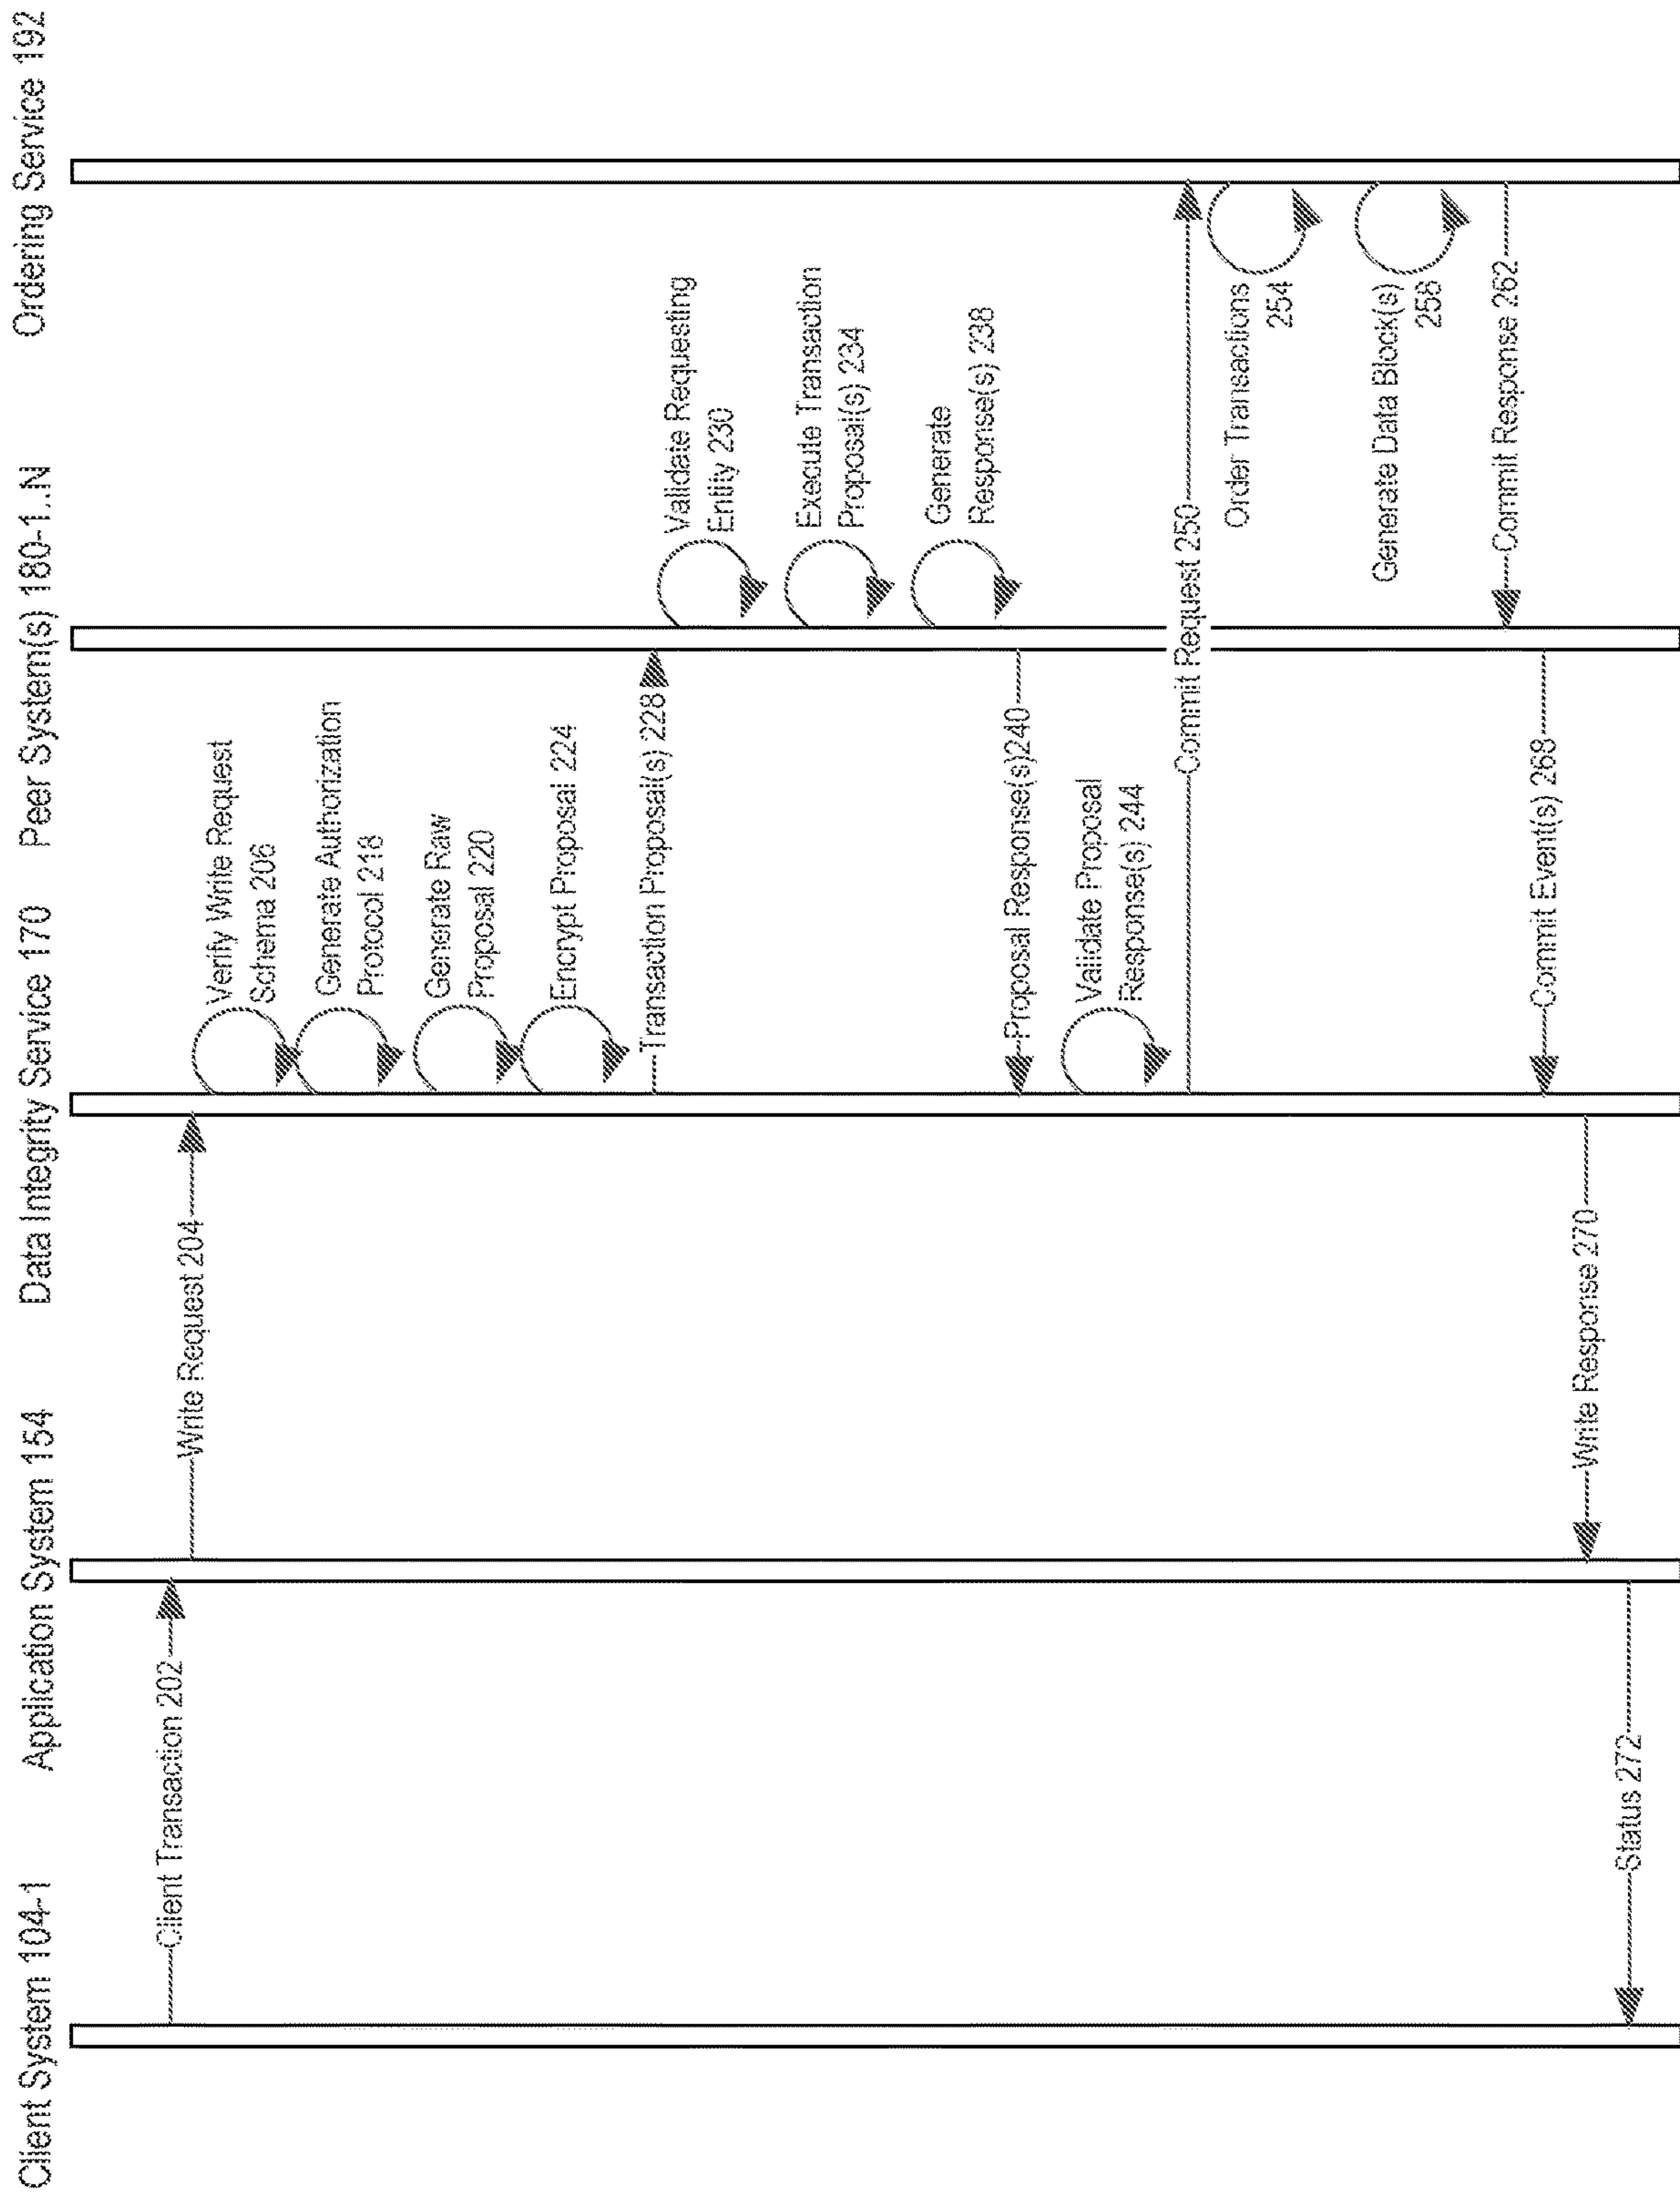 Client System 104-1
Application System 154
Data Integrity Service 170
Peer System(s) 180-1..N
Ordering Service 192
Client Transaction 202
Write Request 204
Verify Write Request
Schema 206
Generate Authorization
Protocol 218
Generate Raw
Proposal 220
Encrypt Proposal 224
Transaction Proposal(s) 228
Validate Requesting
Entity 230
Execute Transaction
Proposal(s) 234
Generate
Response(s) 238
Proposal Response(s)240
Validate Proposal
Response(s) 244
Commit Request 250
Order Transactions
254
Generate Data Block(s)
258
Commit Response 262
Commit Event(s) 268
Write Response 270
Status 272